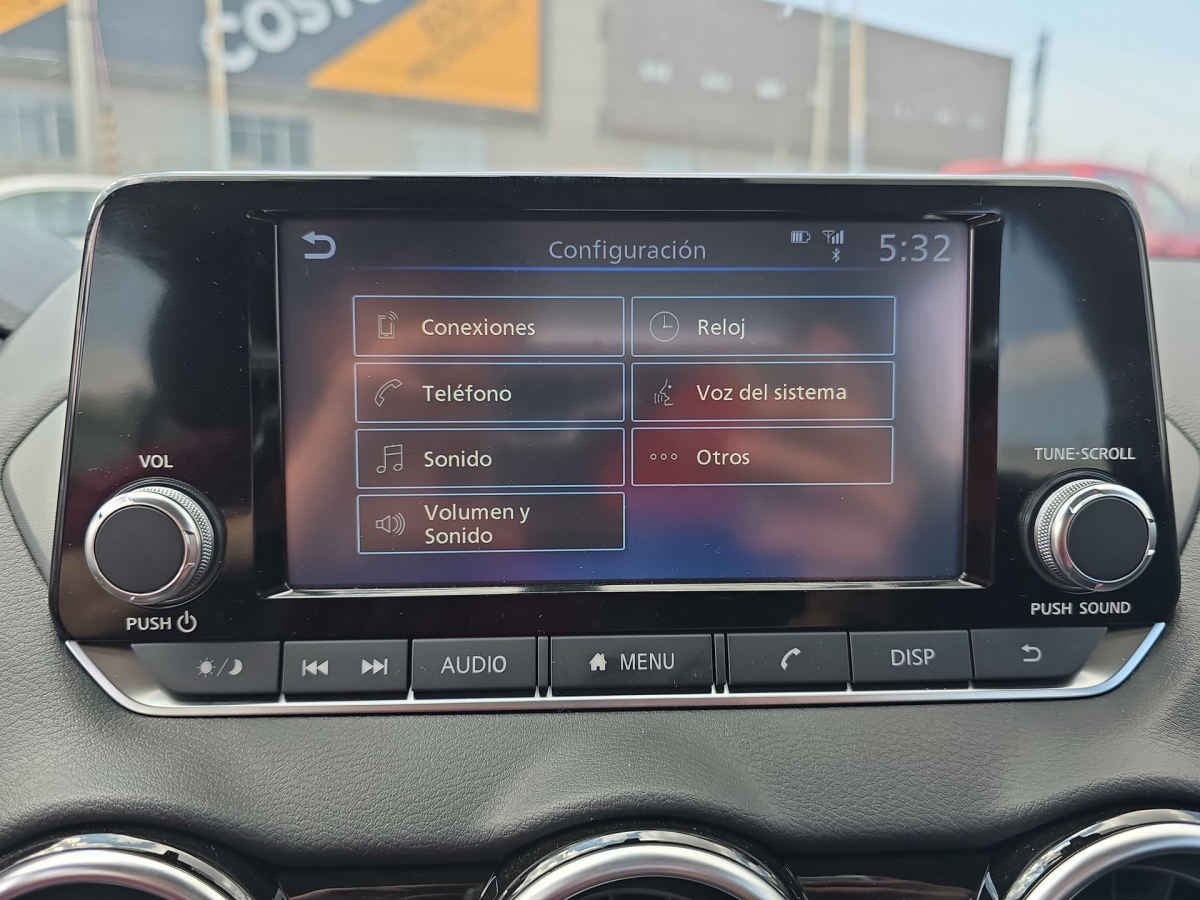 Configuración
5:32
Conexiones
Reloj
Teléfono
Voz del sistema
Sonido
Otros
Volumen y
Sonido
VOL
TUNE·SCROLL
PUSH
PUSH SOUND
AUDIO
MENU
DISP